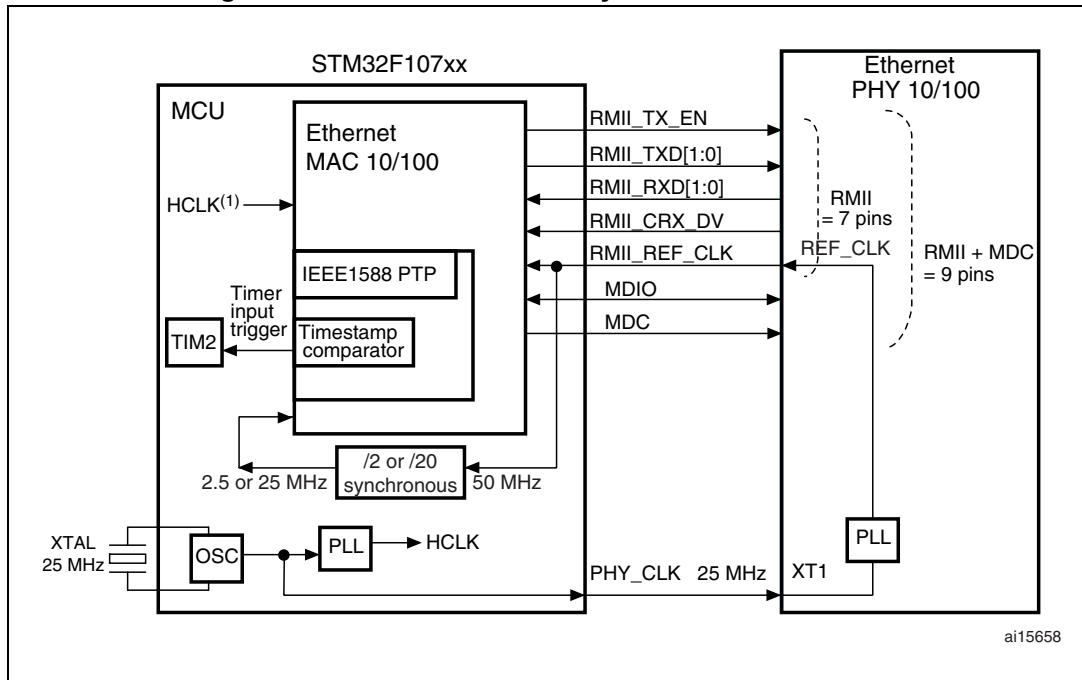 STM32F107xx
MCU
Ethernet
MAC 10/100
HCLK(1)
IEEE1588 PTP
Timer
input
trigger
TIM2
Timestamp
comparator
/2 or /20
synchronous
2.5 or 25 MHz
50 MHz
XTAL
25 MHz
OSC
PLL
HCLK
RMII_TX_EN
RMII_TXD[1:0]
RMII_RXD[1:0]
RMII_CRX_DV
RMII_REF_CLK
MDIO
MDC
PHY_CLK 25 MHz
Ethernet
PHY 10/100
RMII
= 7 pins
REF_CLK
RMII + MDC
= 9 pins
PLL
XT1
ai15658